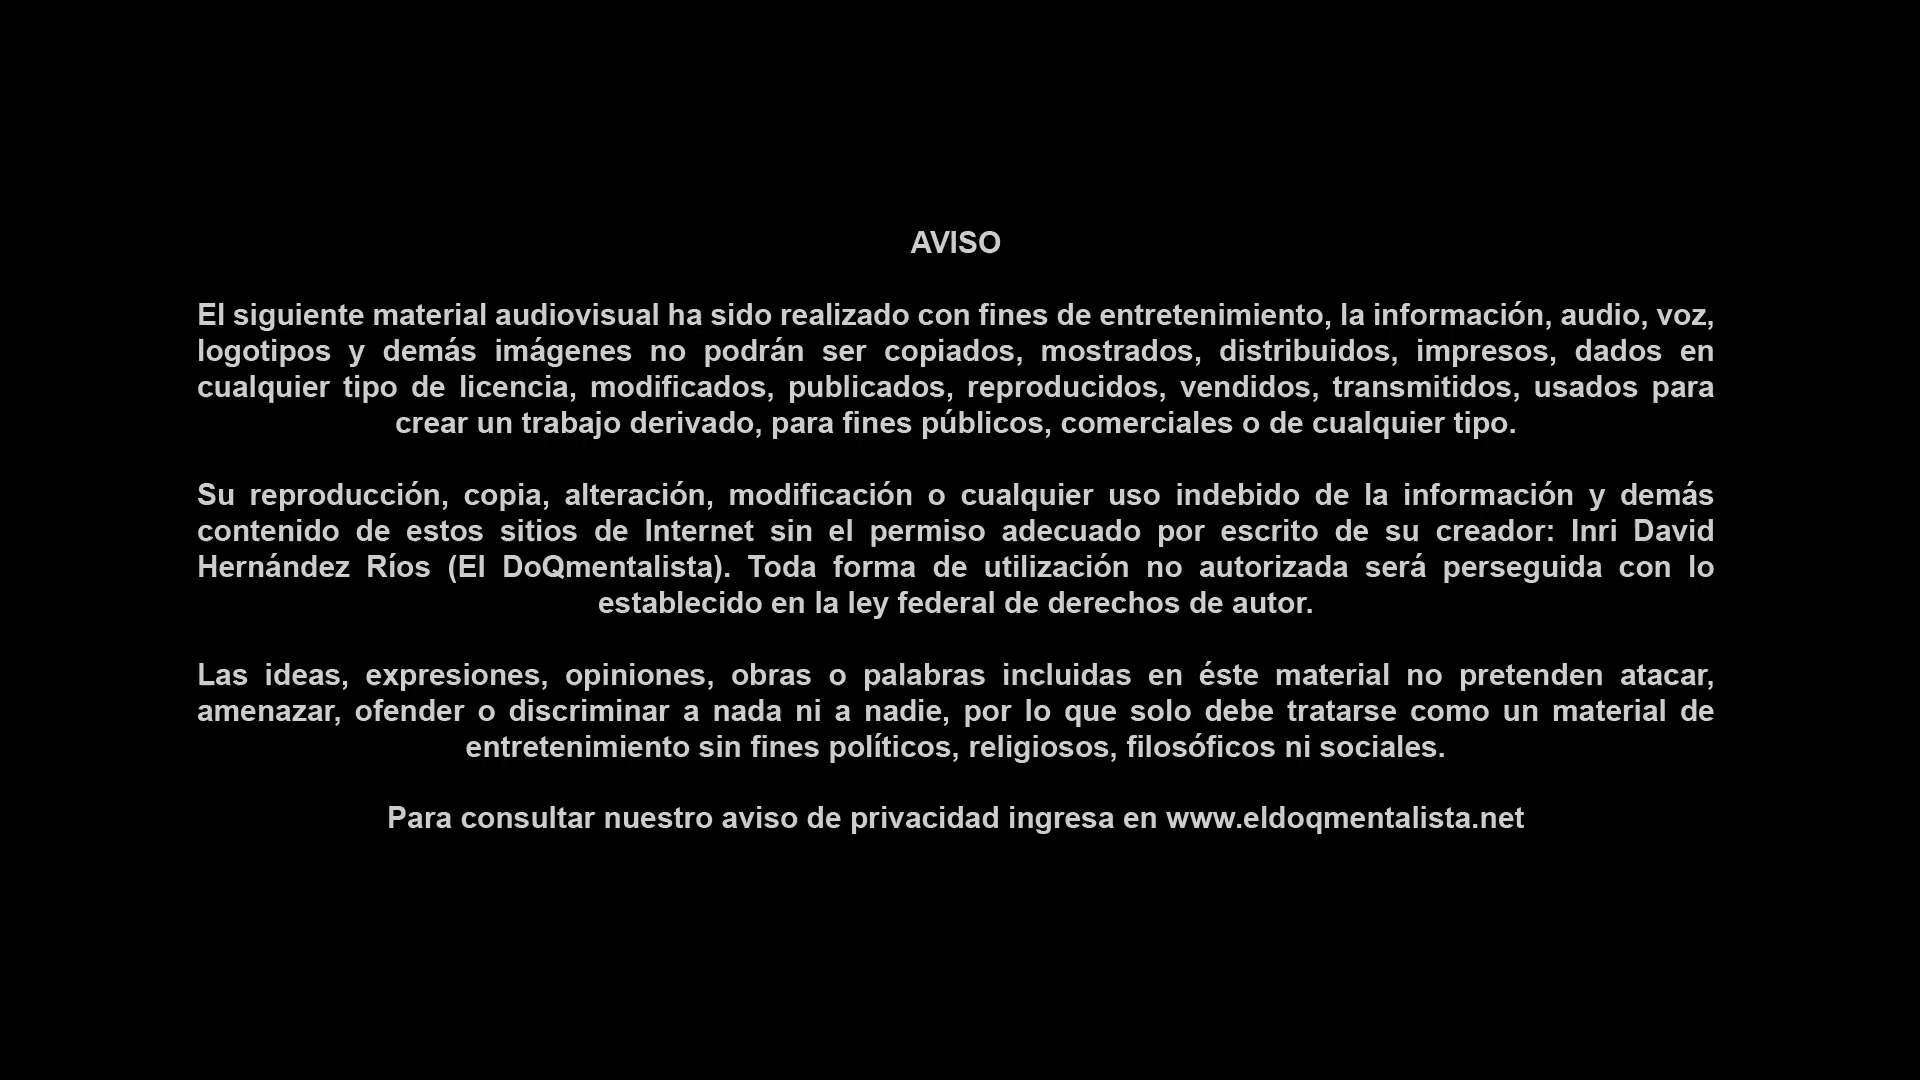 AVISO
El siguiente material audiovisual ha sido realizado con fines de entretenimiento, la información, audio, voz,
logotipos y demás imágenes no podrán ser copiados, mostrados, distribuidos, impresos, dados en
cualquier tipo de licencia, modificados, publicados, reproducidos, vendidos, transmitidos, usados para
crear un trabajo derivado, para fines públicos, comerciales o de cualquier tipo.
Su reproducción, copia, alteración, modificación o cualquier uso indebido de la información y demás
contenido de estos sitios de Internet sin el permiso adecuado por escrito de su creador: Inri David
Hernández Ríos (El DoQmentalista). Toda forma de utilización no autorizada será perseguida con lo
establecido en la ley federal de derechos de autor.
Las ideas, expresiones, opiniones, obras o palabras incluidas en éste material no pretenden atacar,
amenazar, ofender o discriminar a nada ni a nadie, por lo que solo debe tratarse como un material de
entretenimiento sin fines políticos, religiosos, filosóficos ni sociales.
Para consultar nuestro aviso de privacidad ingresa en www.eldoqmentalista.net